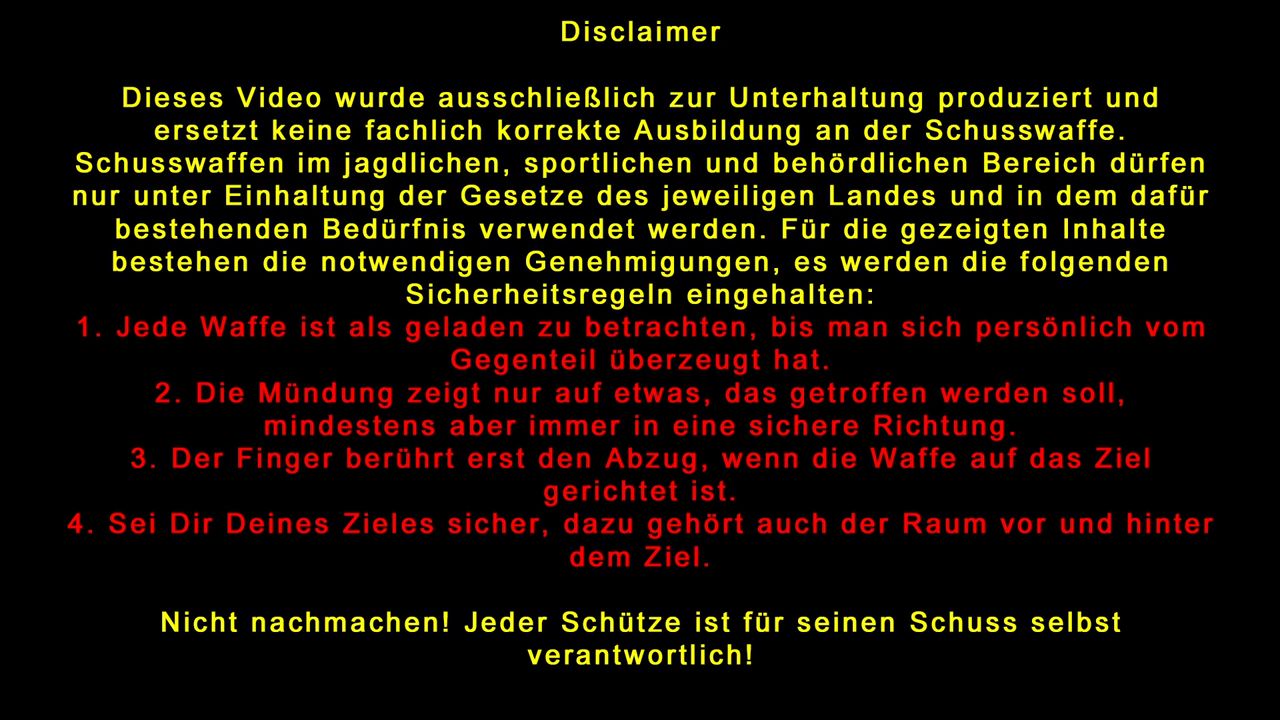 Disclaimer
Dieses Video wurde ausschließlich zur Unterhaltung produziert und
ersetzt keine fachlich korrekte Ausbildung an der Schusswaffe.
Schusswaffen im jagdlichen, sportlichen und behördlichen Bereich dürfen
nur unter Einhaltung der Gesetze des jeweiligen Landes und in dem dafür
bestehenden Bedürfnis verwendet werden. Für die gezeigten Inhalte
bestehen die notwendigen Genehmigungen, es werden die folgenden
Sicherheitsregeln eingehalten:
1. Jede Waffe ist als geladen zu betrachten, bis man sich persönlich vom
Gegenteil überzeugt hat.
2. Die Mündung zeigt nur auf etwas, das getroffen werden soll,
mindestens aber immer in eine sichere Richtung.
3. Der Finger berührt erst den Abzug, wenn die Waffe auf das Ziel
gerichtet ist.
4. Sei Dir Deines Zieles sicher, dazu gehört auch der Raum vor und hinter
dem Ziel.
Nicht nachmachen! Jeder Schütze ist für seinen Schuss selbst
verantwortlich!